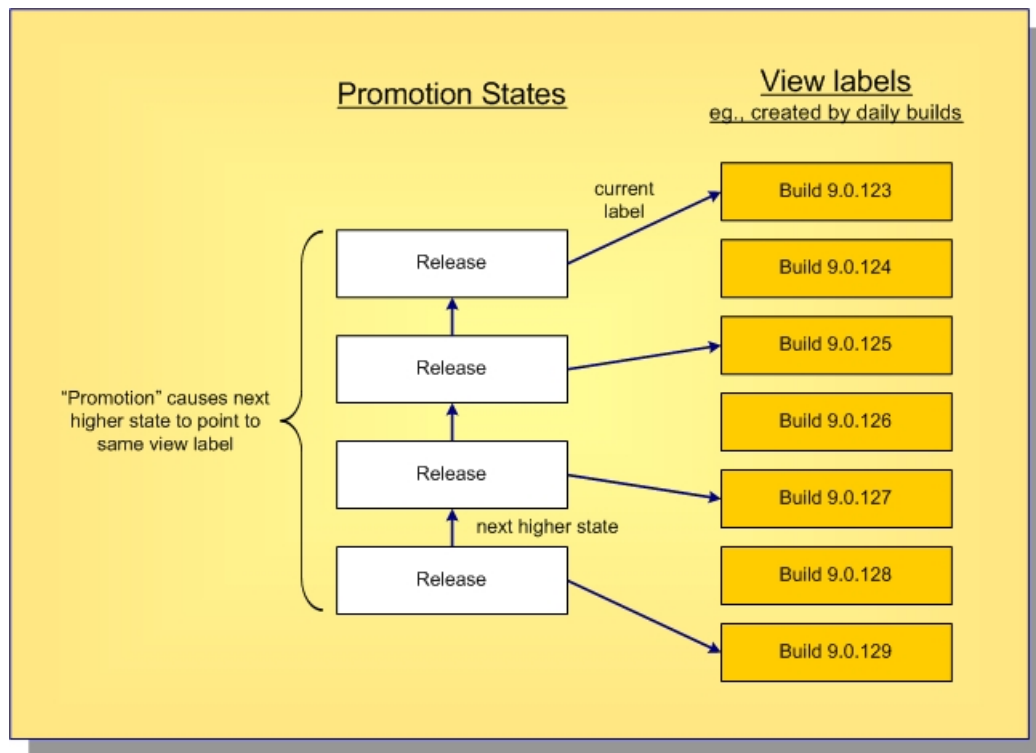 Promotion States
View labels
eg., created by daily builds
current
label
Release
Release
Release
Release
next higher state
“Promotion” causes next
higher state to point to
same view label
Build 9.0.123
Build 9.0.124
Build 9.0.125
Build 9.0.126
Build 9.0.127
Build 9.0.128
Build 9.0.129